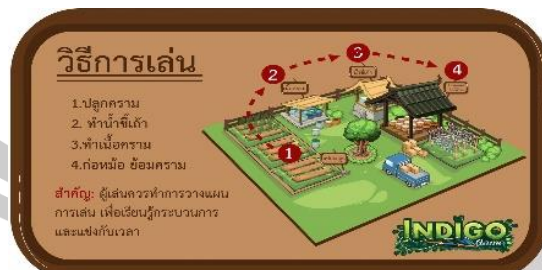 วิธีการเล่น
1.ปลูกคราม
2. ทำน้ำขี้เถ้า
3.ทำเนื้อคราม
4.ก่อหม้อ ย้อมคราม
สำคัญ: ผู้เล่นควรทำการวางแผน
การเล่น เพื่อเรียนรู้กระบวนการ
และแข่งกับเวลา
2
3
4
1
INDIGO